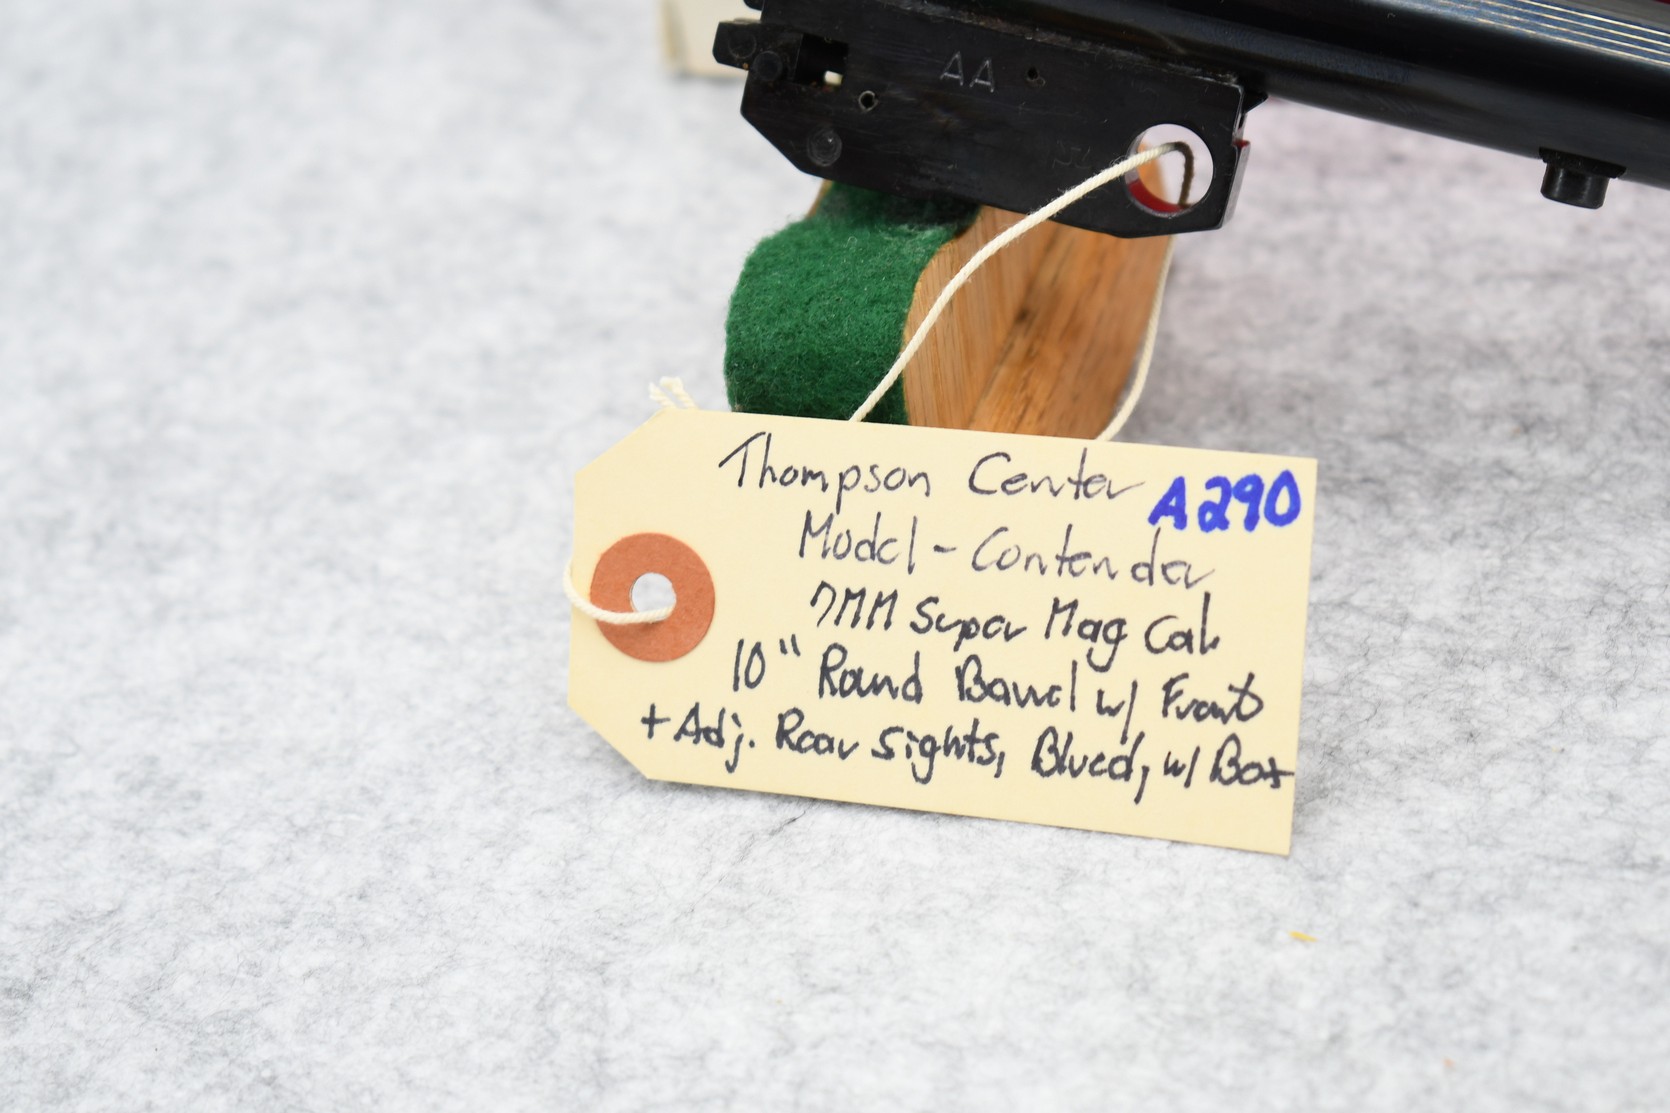 AA
Thompson Center
A290
Model - Contender
7MM Super Mag Cal.
10" Round Barrel w/ Front
+ Adj. Rear Sights, Blued, w/ Box